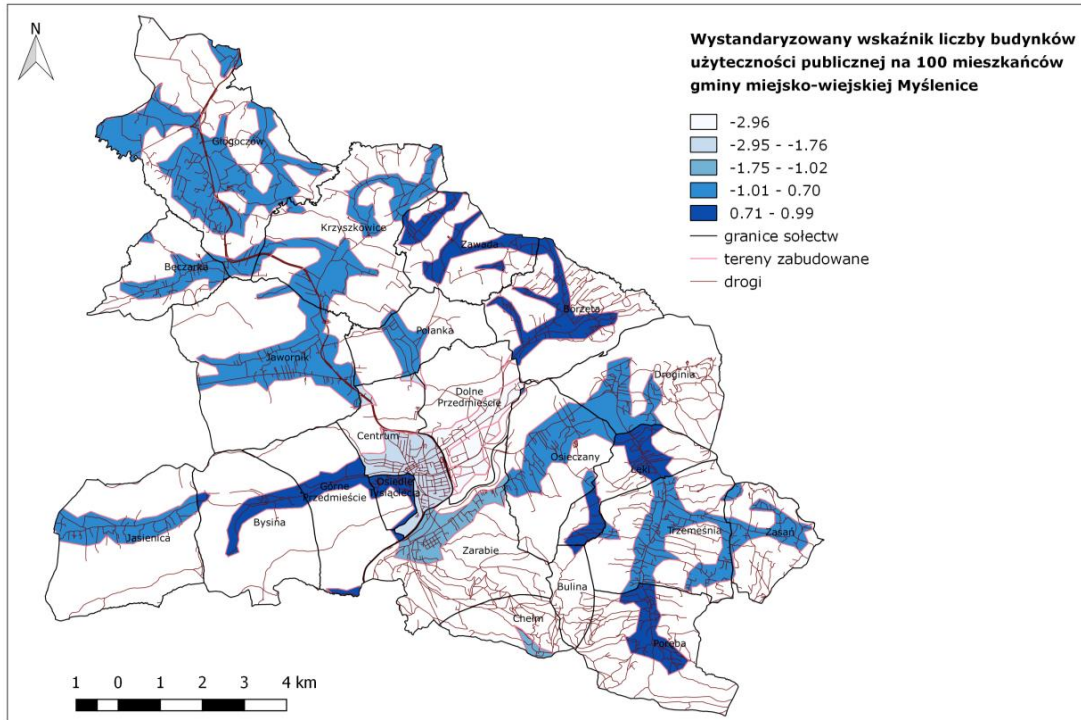 N
Wystandaryzowany wskaźnik liczby budynków
użyteczności publicznej na 100 mieszkańców
gminy miejsko-wiejskiej Myślenice
-2.96
-2.95 - -1.76
-1.75 - -1.02
-1.01 - 0.70
0.71 - 0.99
granice sołectw
tereny zabudowane
drogi
Głogoczów
Krzyszkowice
Zawada
Bęczarka
Borzęta
Polanka
Jawornik
Droginia
Dolne
Przedmieście
Centrum
Osieczany
Łęki
Górne
Przedmieście
Osiedle
Tysiąclecia
Bysina
Jasienica
Trzemeśnia
Zasań
Zarabie
Bulina
Chełm
Poręba
1 0 1 2 3 4 km